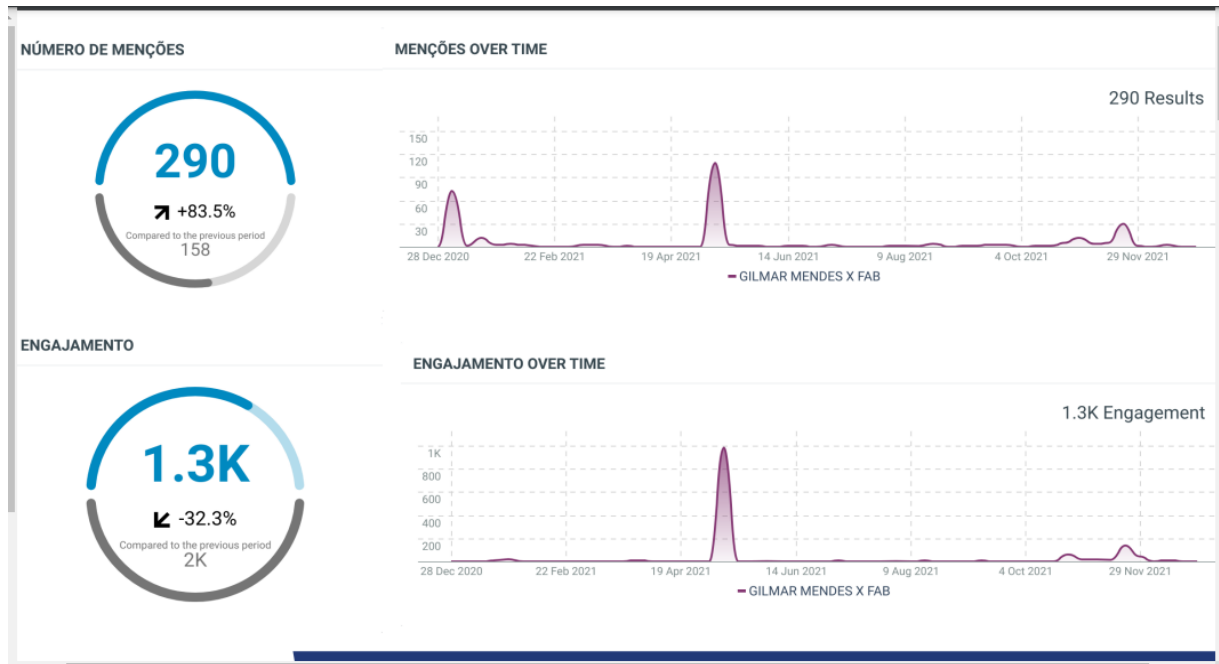 NÚMERO DE MENÇÕES
290
+83.5%
Compared to the previous period
158
MENÇÕES OVER TIME
290 Results
150
120
90
60
30
28 Dec 2020 22 Feb 2021 19 Apr 2021 14 Jun 2021 9 Aug 2021 4 Oct 2021 29 Nov 2021
GILMAR MENDES X FAB
ENGAJAMENTO
1.3K
-32.3%
Compared to the previous period
2K
ENGAJAMENTO OVER TIME
1.3K Engagement
1K
800
600
400
200
28 Dec 2020 22 Feb 2021 19 Apr 2021 14 Jun 2021 9 Aug 2021 4 Oct 2021 29 Nov 2021
GILMAR MENDES X FAB